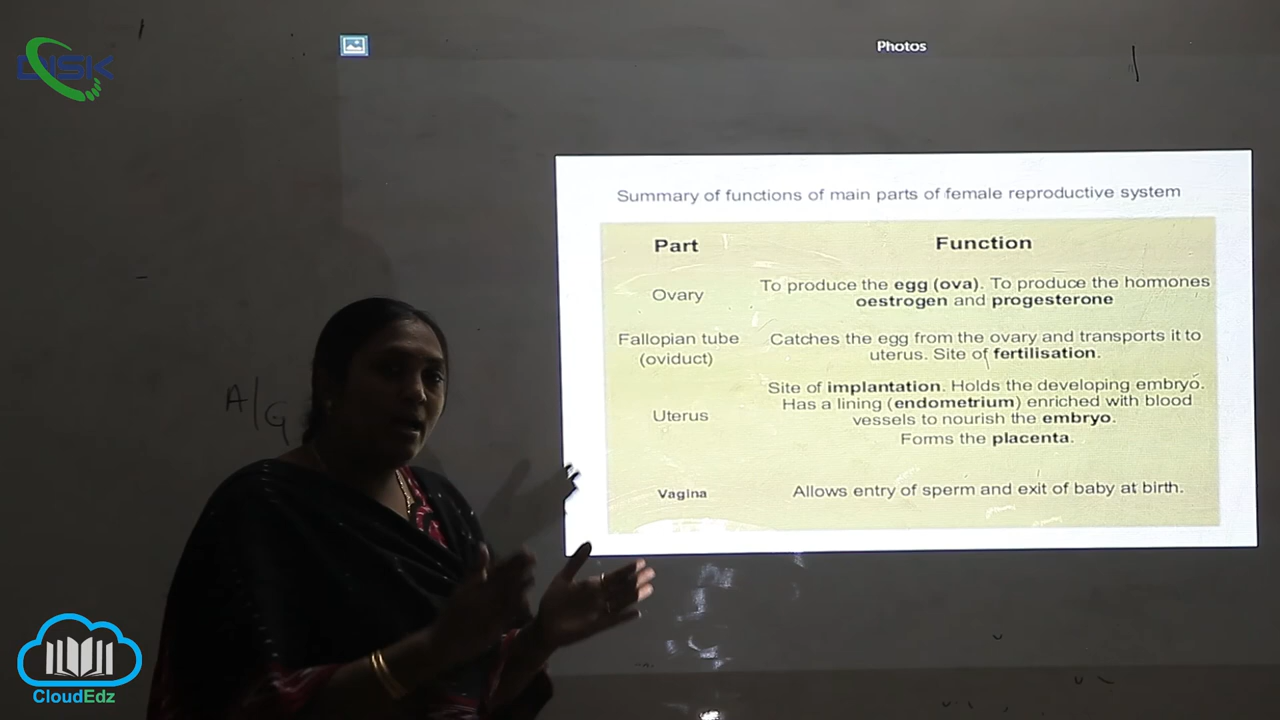 DISK
Photos
Summary of functions of main parts of female reproductive system
Part Function
Ovary
To produce the egg (ova). To produce the hormones
oestrogen and progesterone
Fallopian tube
(oviduct)
Catches the egg from the ovary and transports it to
uterus. Site of fertilisation.
Uterus
Site of implantation. Holds the developing embryo.
Has a lining (endometrium) enriched with blood
vessels to nourish the embryo.
Forms the placenta.
Vagina
Allows entry of sperm and exit of baby at birth.
A/G
CloudEdz